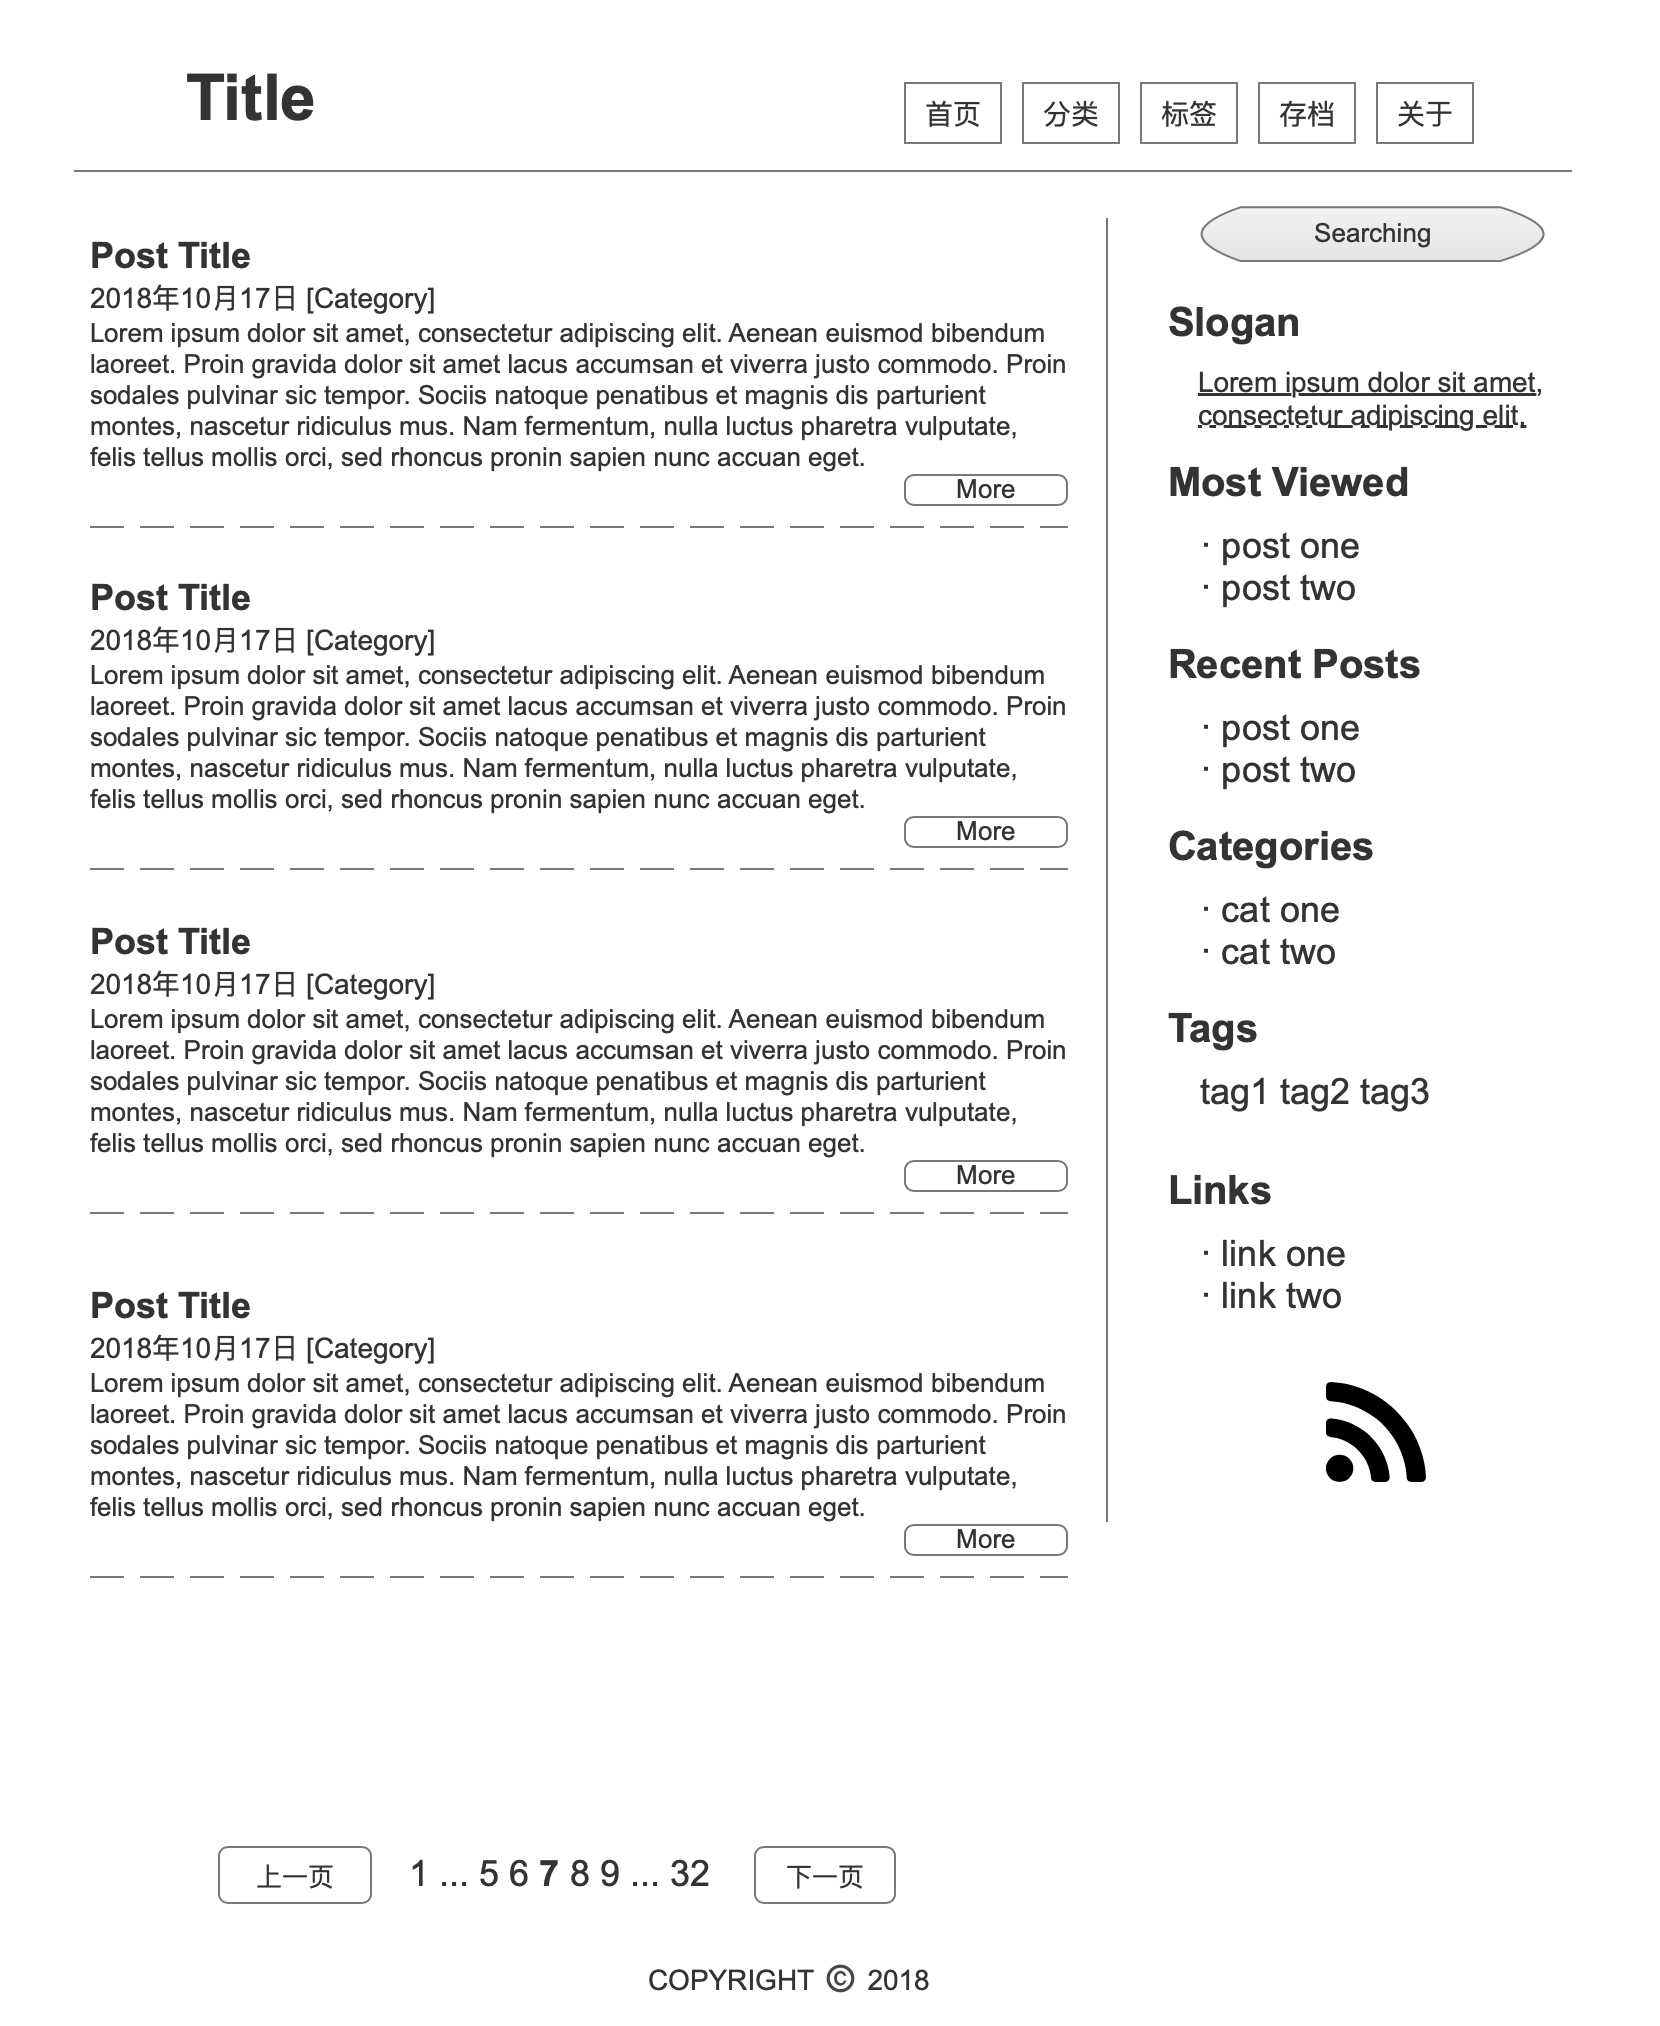 Title
首页 分类 标签 存档 关于
Post Title
2018年10月17日 [Category]
Lorem ipsum dolor sit amet, consectetur adipiscing elit. Aenean euismod bibendum
laoreet. Proin gravida dolor sit amet lacus accumsan et viverra justo commodo. Proin
sodales pulvinar sic tempor. Sociis natoque penatibus et magnis dis parturient
montes, nascetur ridiculus mus. Nam fermentum, nulla luctus pharetra vulputate,
felis tellus mollis orci, sed rhoncus pronin sapien nunc accuan eget.
More
Post Title
2018年10月17日 [Category]
Lorem ipsum dolor sit amet, consectetur adipiscing elit. Aenean euismod bibendum
laoreet. Proin gravida dolor sit amet lacus accumsan et viverra justo commodo. Proin
sodales pulvinar sic tempor. Sociis natoque penatibus et magnis dis parturient
montes, nascetur ridiculus mus. Nam fermentum, nulla luctus pharetra vulputate,
felis tellus mollis orci, sed rhoncus pronin sapien nunc accuan eget.
More
Post Title
2018年10月17日 [Category]
Lorem ipsum dolor sit amet, consectetur adipiscing elit. Aenean euismod bibendum
laoreet. Proin gravida dolor sit amet lacus accumsan et viverra justo commodo. Proin
sodales pulvinar sic tempor. Sociis natoque penatibus et magnis dis parturient
montes, nascetur ridiculus mus. Nam fermentum, nulla luctus pharetra vulputate,
felis tellus mollis orci, sed rhoncus pronin sapien nunc accuan eget.
More
Post Title
2018年10月17日 [Category]
Lorem ipsum dolor sit amet, consectetur adipiscing elit. Aenean euismod bibendum
laoreet. Proin gravida dolor sit amet lacus accumsan et viverra justo commodo. Proin
sodales pulvinar sic tempor. Sociis natoque penatibus et magnis dis parturient
montes, nascetur ridiculus mus. Nam fermentum, nulla luctus pharetra vulputate,
felis tellus mollis orci, sed rhoncus pronin sapien nunc accuan eget.
More
Searching
Slogan
Lorem ipsum dolor sit amet,
consectetur adipiscing elit.
Most Viewed
· post one
· post two
Recent Posts
· post one
· post two
Categories
· cat one
· cat two
Tags
tag1 tag2 tag3
Links
· link one
· link two
上一页 1 ... 5 6 7 8 9 ... 32 下一页
COPYRIGHT © 2018